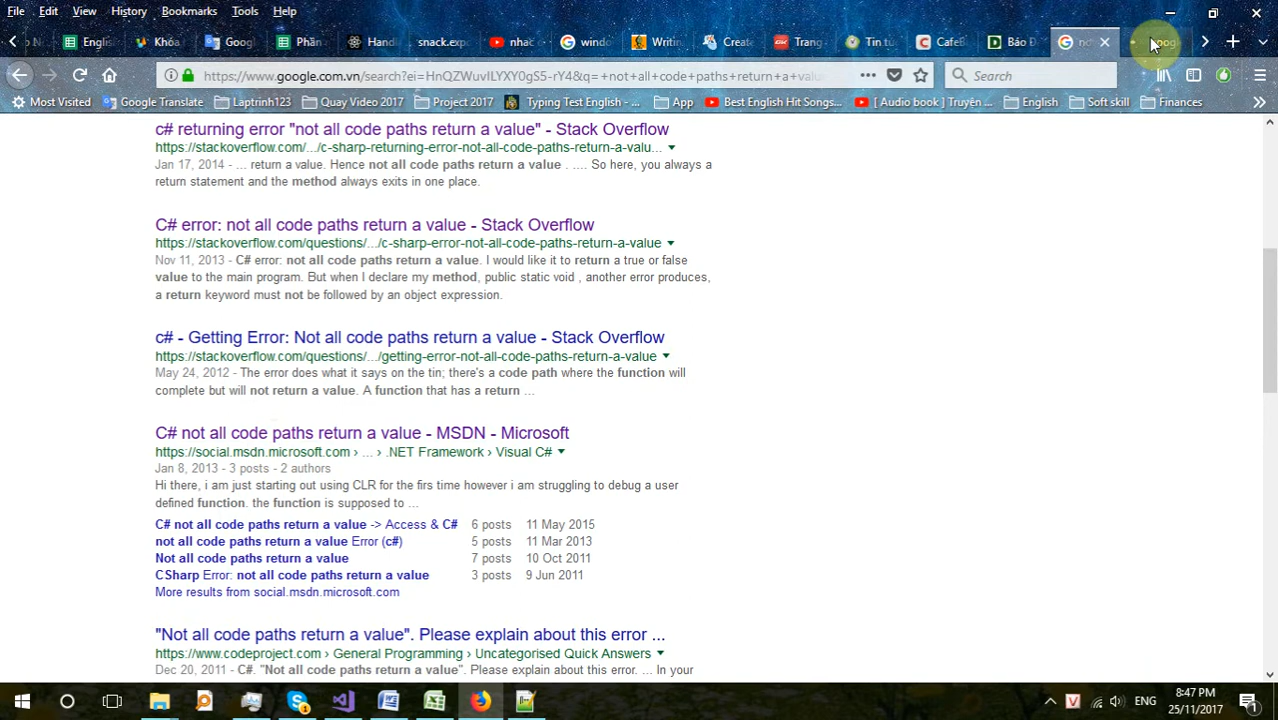 File Edit View History Bookmarks Tools Help
Englis Khóa Googl Phần Handl snack.exp nhạc windo Writin Creat Trang Tin tu CafeB Báo Đ
https://www.google.com.vn/search?ei=HnQZWuvILYXY0gS5-rY4&q=+not+all+code+paths+return+a+value Search
Most Visited Google Translate Laptrinh123 Quay Video 2017 Project 2017 Typing Test English - ... App Best English Hit Songs... [ Audio book ] Truyện... English Soft skill Finances
c# returning error "not all code paths return a value" - Stack Overflow
https://stackoverflow.com/.../c-sharp-returning-error-not-all-code-paths-return-a-valu...
Jan 17, 2014 - ... return a value. Hence not all code paths return a value . .... So here, you always a
return statement and the method always exits in one place.
C# error: not all code paths return a value - Stack Overflow
https://stackoverflow.com/questions/.../c-sharp-error-not-all-code-paths-return-a-value
Nov 11, 2013 - C# error: not all code paths return a value. I would like it to return a true or false
value to the main program. But when I declare my method, public static void , another error produces,
a return keyword must not be followed by an object expression.
c# - Getting Error: Not all code paths return a value - Stack Overflow
https://stackoverflow.com/questions/.../getting-error-not-all-code-paths-return-a-value
May 24, 2012 - The error does what it says on the tin; there's a code path where the function will
complete but will not return a value. A function that has a return ...
C# not all code paths return a value - MSDN - Microsoft
https://social.msdn.microsoft.com › ... › .NET Framework › Visual C#
Jan 8, 2013 - 3 posts - 2 authors
Hi there, i am just starting out using CLR for the firs time however i am struggling to debug a user
defined function. the function is supposed to ...
C# not all code paths return a value -> Access & C# 6 posts 11 May 2015
not all code paths return a value Error (c#) 5 posts 11 Mar 2013
Not all code paths return a value 7 posts 10 Oct 2011
CSharp Error: not all code paths return a value 3 posts 9 Jun 2011
More results from social.msdn.microsoft.com
"Not all code paths return a value". Please explain about this error ...
https://www.codeproject.com › General Programming › Uncategorised Quick Answers
Dec 20, 2011 - C#. "Not all code paths return a value". Please explain about this error. ... In your
ENG 8:47 PM
25/11/2017